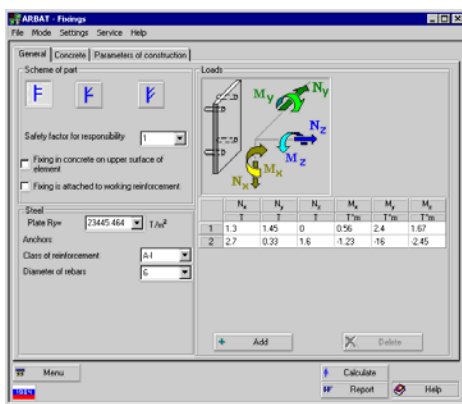 ARBAT - Fixings
File Mode Settings Service Help
General Concrete Parameters of construction
Scheme of part
Safety factor for responsibility 1
Fixing in concrete on upper surface of
element
Fixing is attached to working reinforcement
Steel
Plate Ry= 23445.464 T/m²
Anchors
Class of reinforcement A-I
Diameter of rebars 6
Loads
My Ny
Nz
Mz
Mx
Nx
Nx Ny Nz Mx My Mz
T T T T*m T*m T*m
1 1.3 1.45 0 0.56 2.4 1.67
2 2.7 0.33 1.6 -1.23 -16 -2.45
Add Delete
Menu Calculate
Report Help